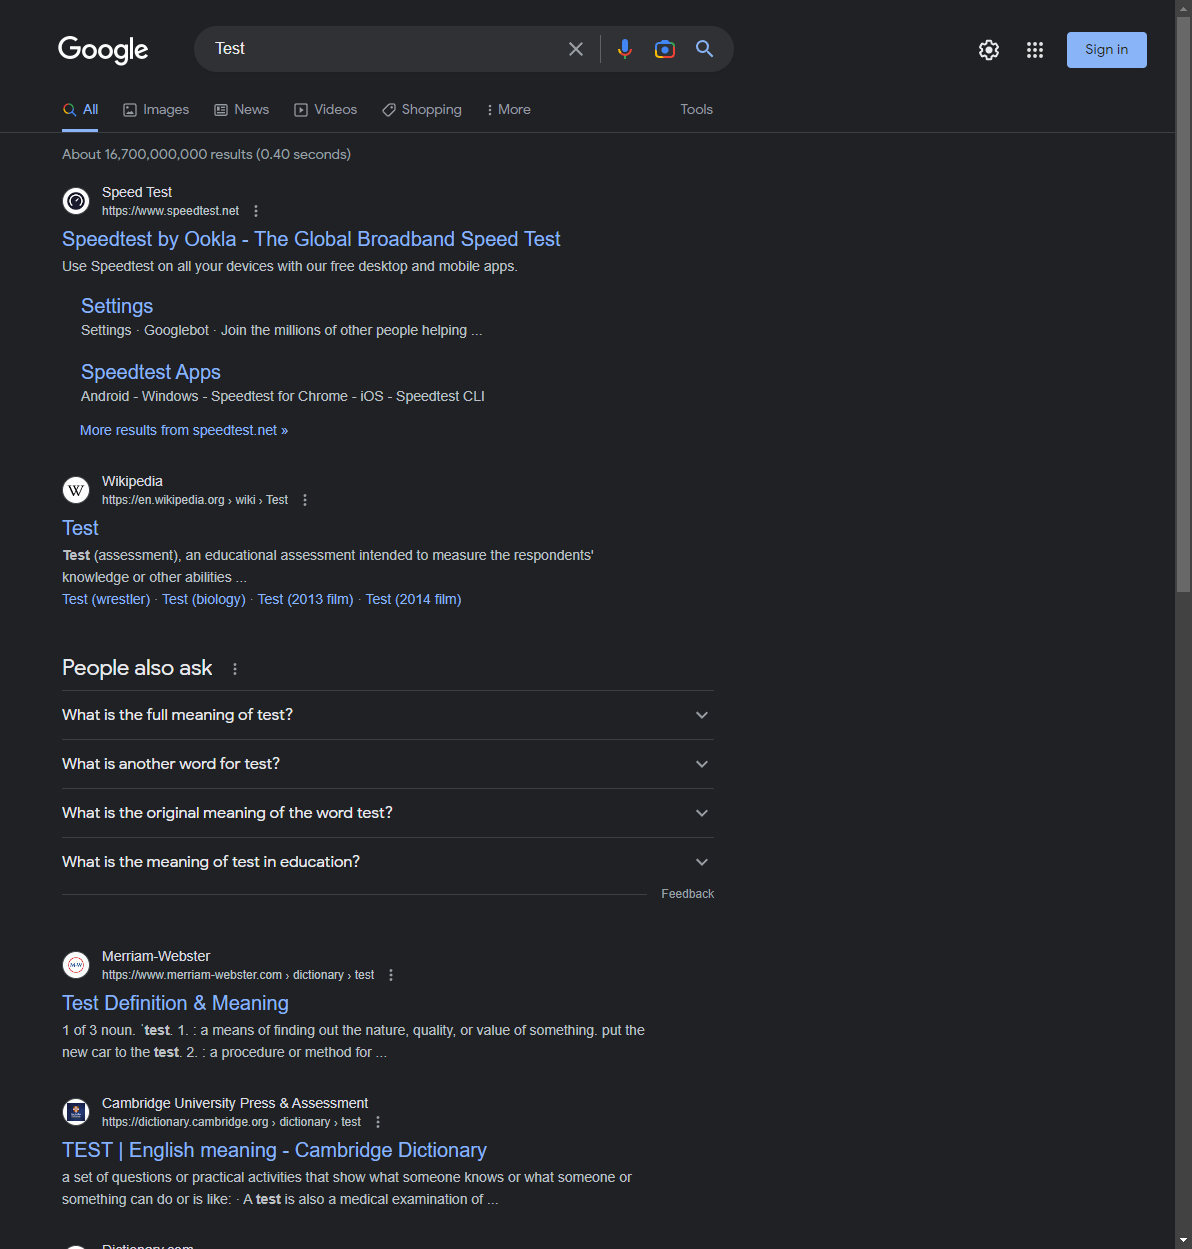 Google
Test
Sign in
All
Images
News
Videos
Shopping
More
Tools
About 16,700,000,000 results (0.40 seconds)
Speed Test
https://www.speedtest.net
Speedtest by Ookla - The Global Broadband Speed Test
Use Speedtest on all your devices with our free desktop and mobile apps.
Settings
Settings · Googlebot · Join the millions of other people helping ...
Speedtest Apps
Android - Windows - Speedtest for Chrome - iOS - Speedtest CLI
More results from speedtest.net »
W
Wikipedia
https://en.wikipedia.org › wiki › Test
Test
Test (assessment), an educational assessment intended to measure the respondents'
knowledge or other abilities ...
Test (wrestler) · Test (biology) · Test (2013 film) · Test (2014 film)
People also ask
What is the full meaning of test?
What is another word for test?
What is the original meaning of the word test?
What is the meaning of test in education?
Feedback
M-W
Merriam-Webster
https://www.merriam-webster.com › dictionary › test
Test Definition & Meaning
1 of 3 noun. ˈtest. 1. : a means of finding out the nature, quality, or value of something. put the
new car to the test. 2. : a procedure or method for ...
Cambridge University Press & Assessment
https://dictionary.cambridge.org › dictionary › test
TEST | English meaning - Cambridge Dictionary
a set of questions or practical activities that show what someone knows or what someone or
something can do or is like: · A test is also a medical examination of ...
Dictionary.com